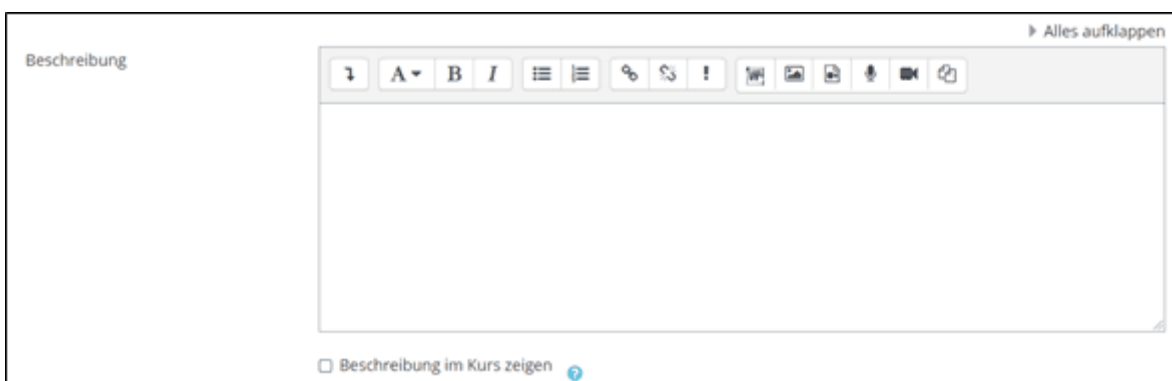 Alles aufklappen
Beschreibung
A B I
Beschreibung im Kurs zeigen